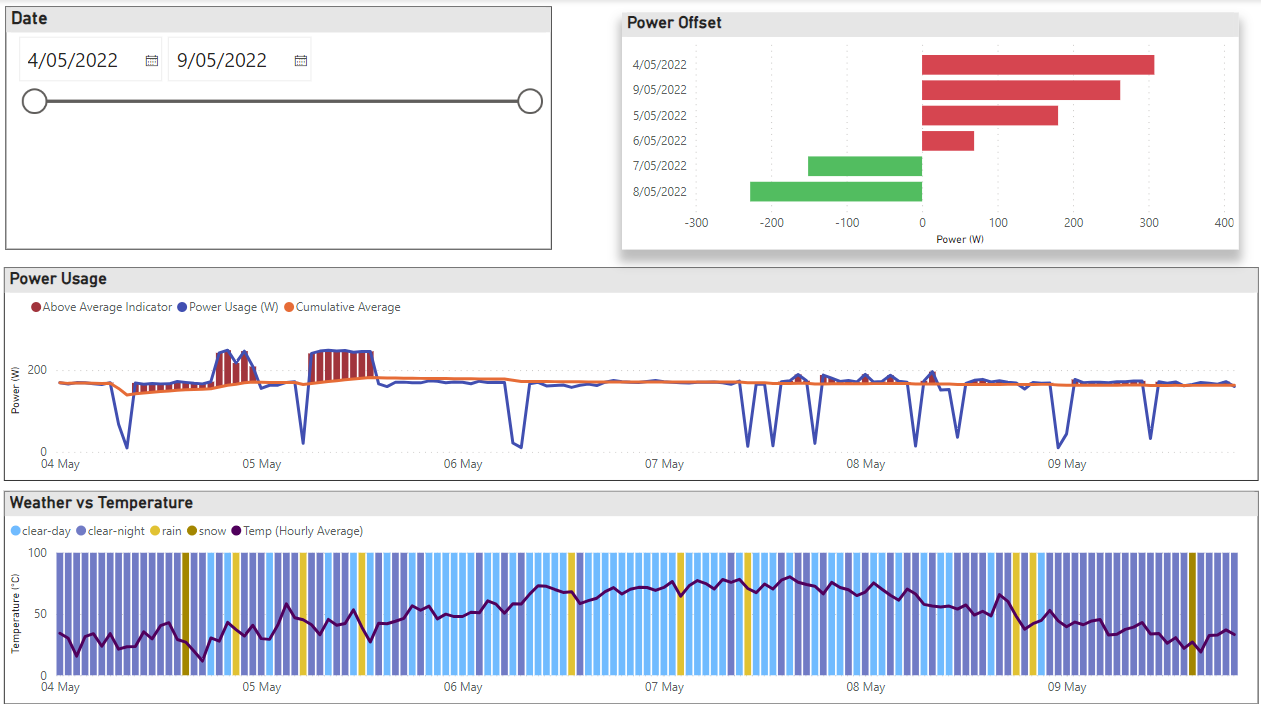 Date
4/05/2022
9/05/2022
Power Offset
4/05/2022
9/05/2022
5/05/2022
6/05/2022
7/05/2022
8/05/2022
-300 -200 -100 0 100 200 300 400
Power (W)
Power Usage
Above Average Indicator Power Usage (W) Cumulative Average
Power (W)
200
0
04 May 05 May 06 May 07 May 08 May 09 May
Weather vs Temperature
clear-day clear-night rain snow Temp (Hourly Average)
Temperature (°C)
100
50
0
04 May 05 May 06 May 07 May 08 May 09 May